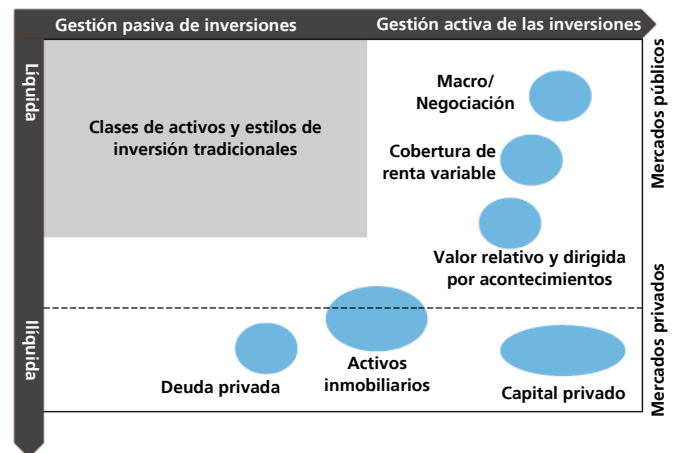 Gestión pasiva de inversiones
Gestión activa de las inversiones
Líquida
Ilíquida
Mercados públicos
Mercados privados
Clases de activos y estilos de
inversión tradicionales
Macro/
Negociación
Cobertura de
renta variable
Valor relativo y dirigida
por acontecimientos
Deuda privada
Activos
inmobiliarios
Capital privado